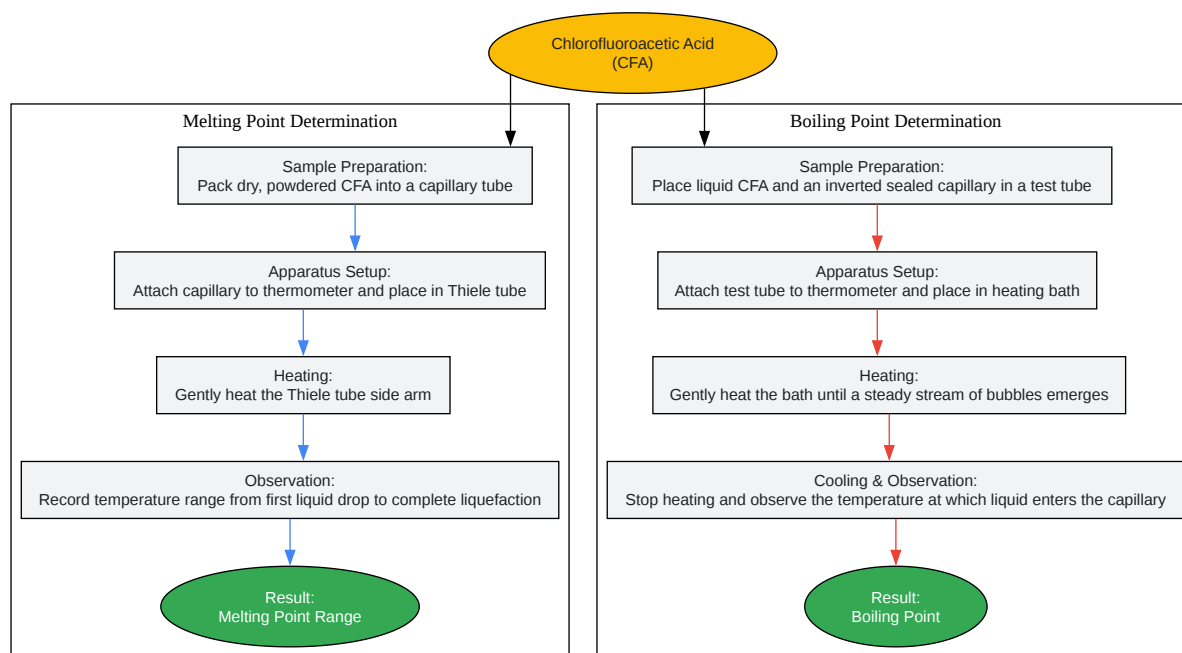 Chlorofluoroacetic Acid
(CFA)
Melting Point Determination
Sample Preparation:
Pack dry, powdered CFA into a capillary tube
Apparatus Setup:
Attach capillary to thermometer and place in Thiele tube
Heating:
Gently heat the Thiele tube side arm
Observation:
Record temperature range from first liquid drop to complete liquefaction
Result:
Melting Point Range
Boiling Point Determination
Sample Preparation:
Place liquid CFA and an inverted sealed capillary in a test tube
Apparatus Setup:
Attach test tube to thermometer and place in heating bath
Heating:
Gently heat the bath until a steady stream of bubbles emerges
Cooling & Observation:
Stop heating and observe the temperature at which liquid enters the capillary
Result:
Boiling Point